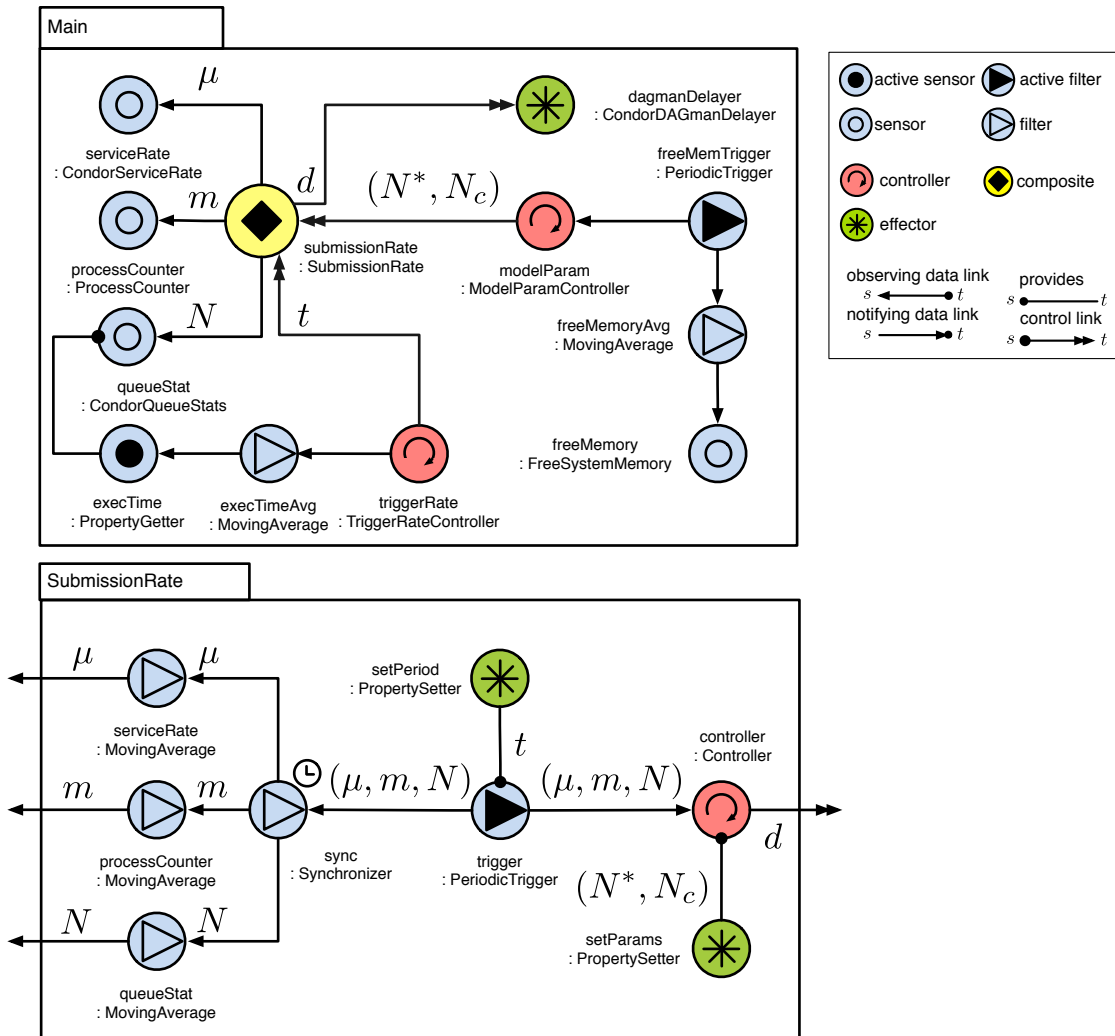 Main
μ
serviceRate
: CondorServiceRate
m
processCounter
: ProcessCounter
N
queueStat
: CondorQueueStats
execTime
: PropertyGetter
execTimeAvg
: MovingAverage
triggerRate
: TriggerRateController
d
t
submissionRate
: SubmissionRate
(N*, N_c)
modelParam
: ModelParamController
dagmanDelayer
: CondorDAGmanDelayer
freeMemTrigger
: PeriodicTrigger
freeMemoryAvg
: MovingAverage
freeMemory
: FreeSystemMemory
active sensor
active filter
sensor
filter
controller
composite
effector
observing data link
s t
provides
s t
notifying data link
s t
control link
s t
SubmissionRate
μ μ
serviceRate
: MovingAverage
m m
processCounter
: MovingAverage
N N
queueStat
: MovingAverage
sync
: Synchronizer
(μ, m, N)
setPeriod
: PropertySetter
t
trigger
: PeriodicTrigger
(μ, m, N)
controller
: Controller
d
(N*, N_c)
setParams
: PropertySetter